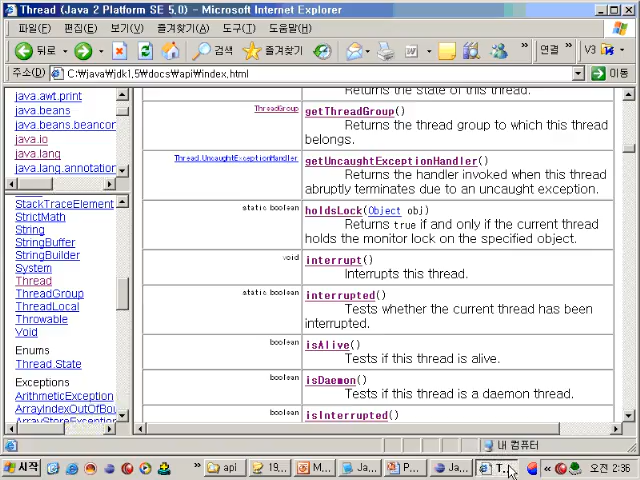 Thread (Java 2 Platform SE 5,0) - Microsoft Internet Explorer
파일(F) 편집(E) 보기(V) 즐겨찾기(A) 도구(T) 도움말(H)
뒤로 검색 즐겨찾기 연결 V3
주소(D) C:₩java₩jdk1,5₩docs₩api₩index,html 이동
java.awt.print
java.beans
java.beans.beancon
java.io
java.lang
java.lang.annotation
StackTraceElement
StrictMath
String
StringBuffer
StringBuilder
System
Thread
ThreadGroup
ThreadLocal
Throwable
Void
Enums
Thread.State
Exceptions
ArithmeticException
ArrayIndexOutOfBou
ArrayStoreException
Returns the state of this thread.
ThreadGroup getThreadGroup()
Returns the thread group to which this thread
belongs.
Thread.UncaughtExceptionHandler getUncaughtExceptionHandler()
Returns the handler invoked when this thread
abruptly terminates due to an uncaught exception.
static boolean holdsLock(Object obj)
Returns true if and only if the current thread
holds the monitor lock on the specified object.
void interrupt()
Interrupts this thread.
static boolean interrupted()
Tests whether the current thread has been
interrupted.
boolean isAlive()
Tests if this thread is alive.
boolean isDaemon()
Tests if this thread is a daemon thread.
boolean isInterrupted()
내 컴퓨터
시작 » api 19... M... Ja... P... Ja... T... « 오전 2:36